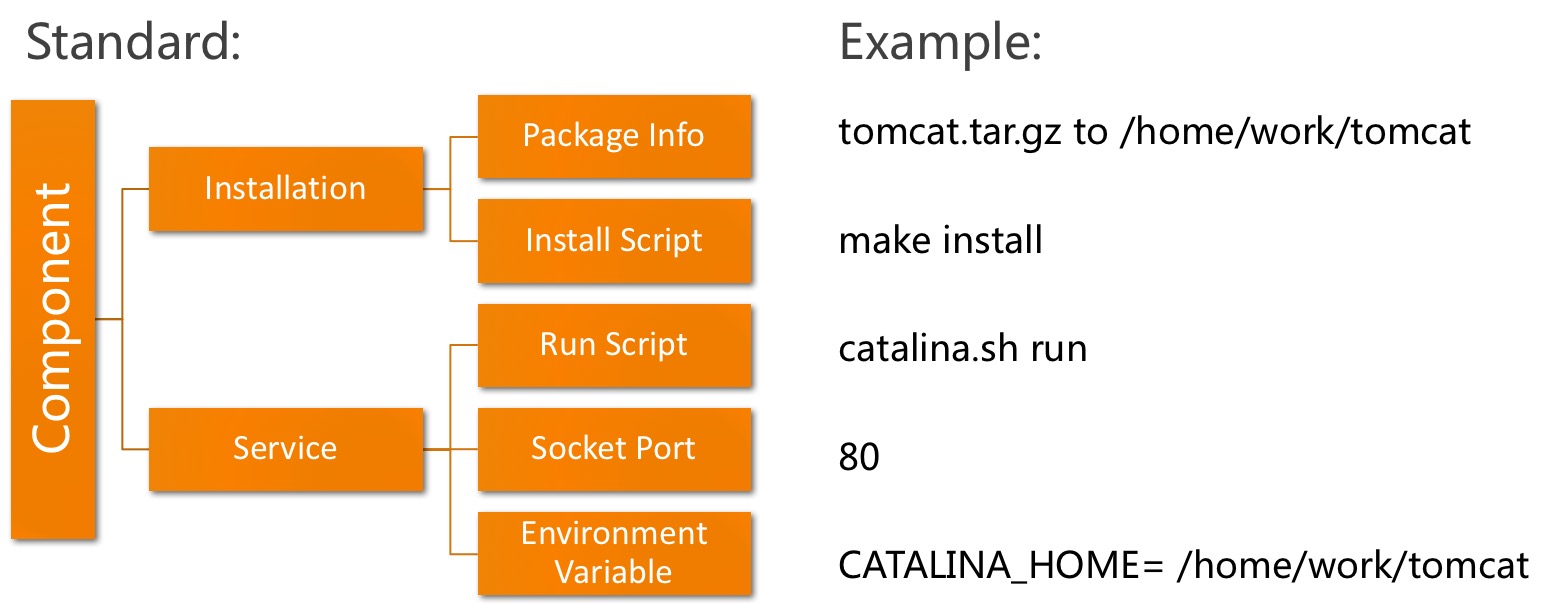 Standard:
Example:
Component
Installation
Package Info
tomcat.tar.gz to /home/work/tomcat
Install Script
make install
Service
Run Script
catalina.sh run
Socket Port
80
Environment
Variable
CATALINA_HOME= /home/work/tomcat